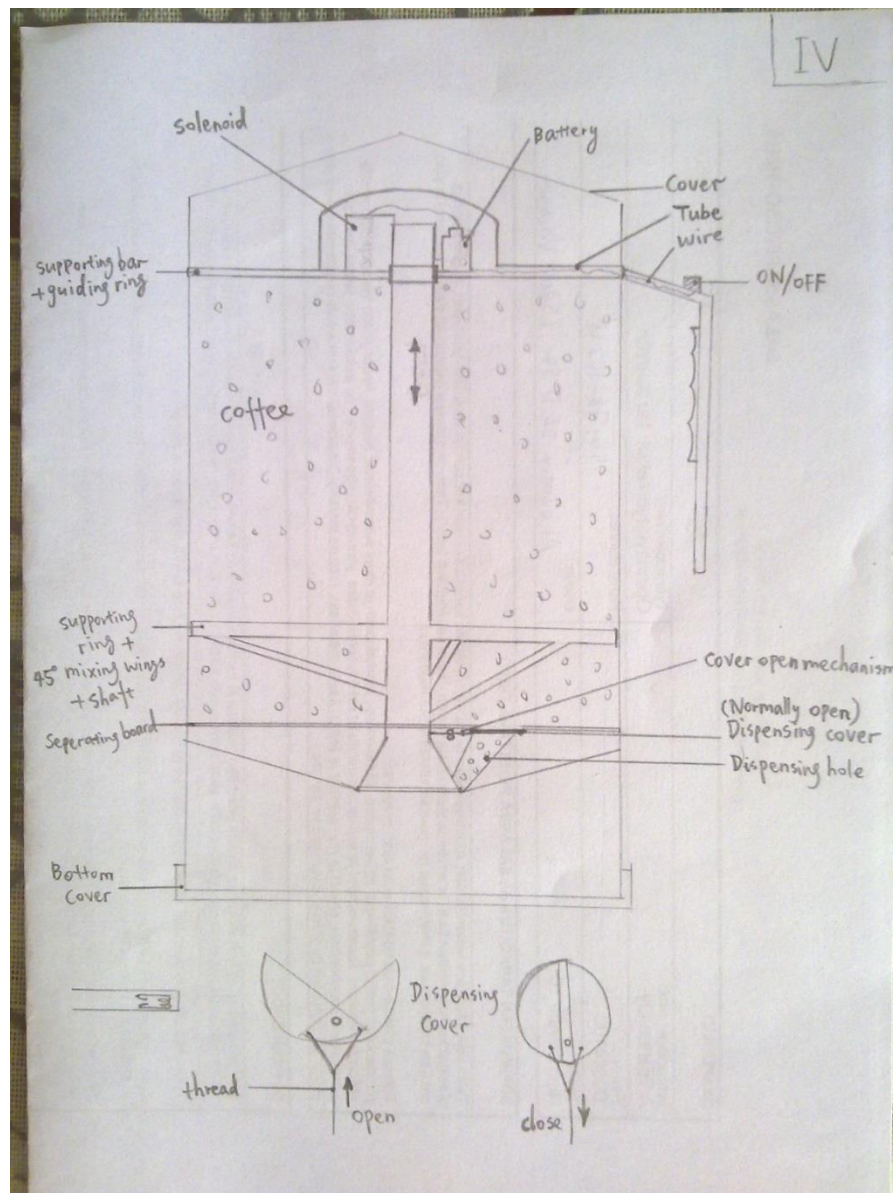 IV
Solenoid
Battery
Cover
Tube
wire
ON/OFF
supporting bar
+guiding ring
coffee
supporting
ring +
45° mixing wings
+ shaft
Seperating board
Cover open mechanism
(Normally open)
Dispensing cover
Dispensing hole
Bottom
cover
Dispensing
Cover
thread
open
close